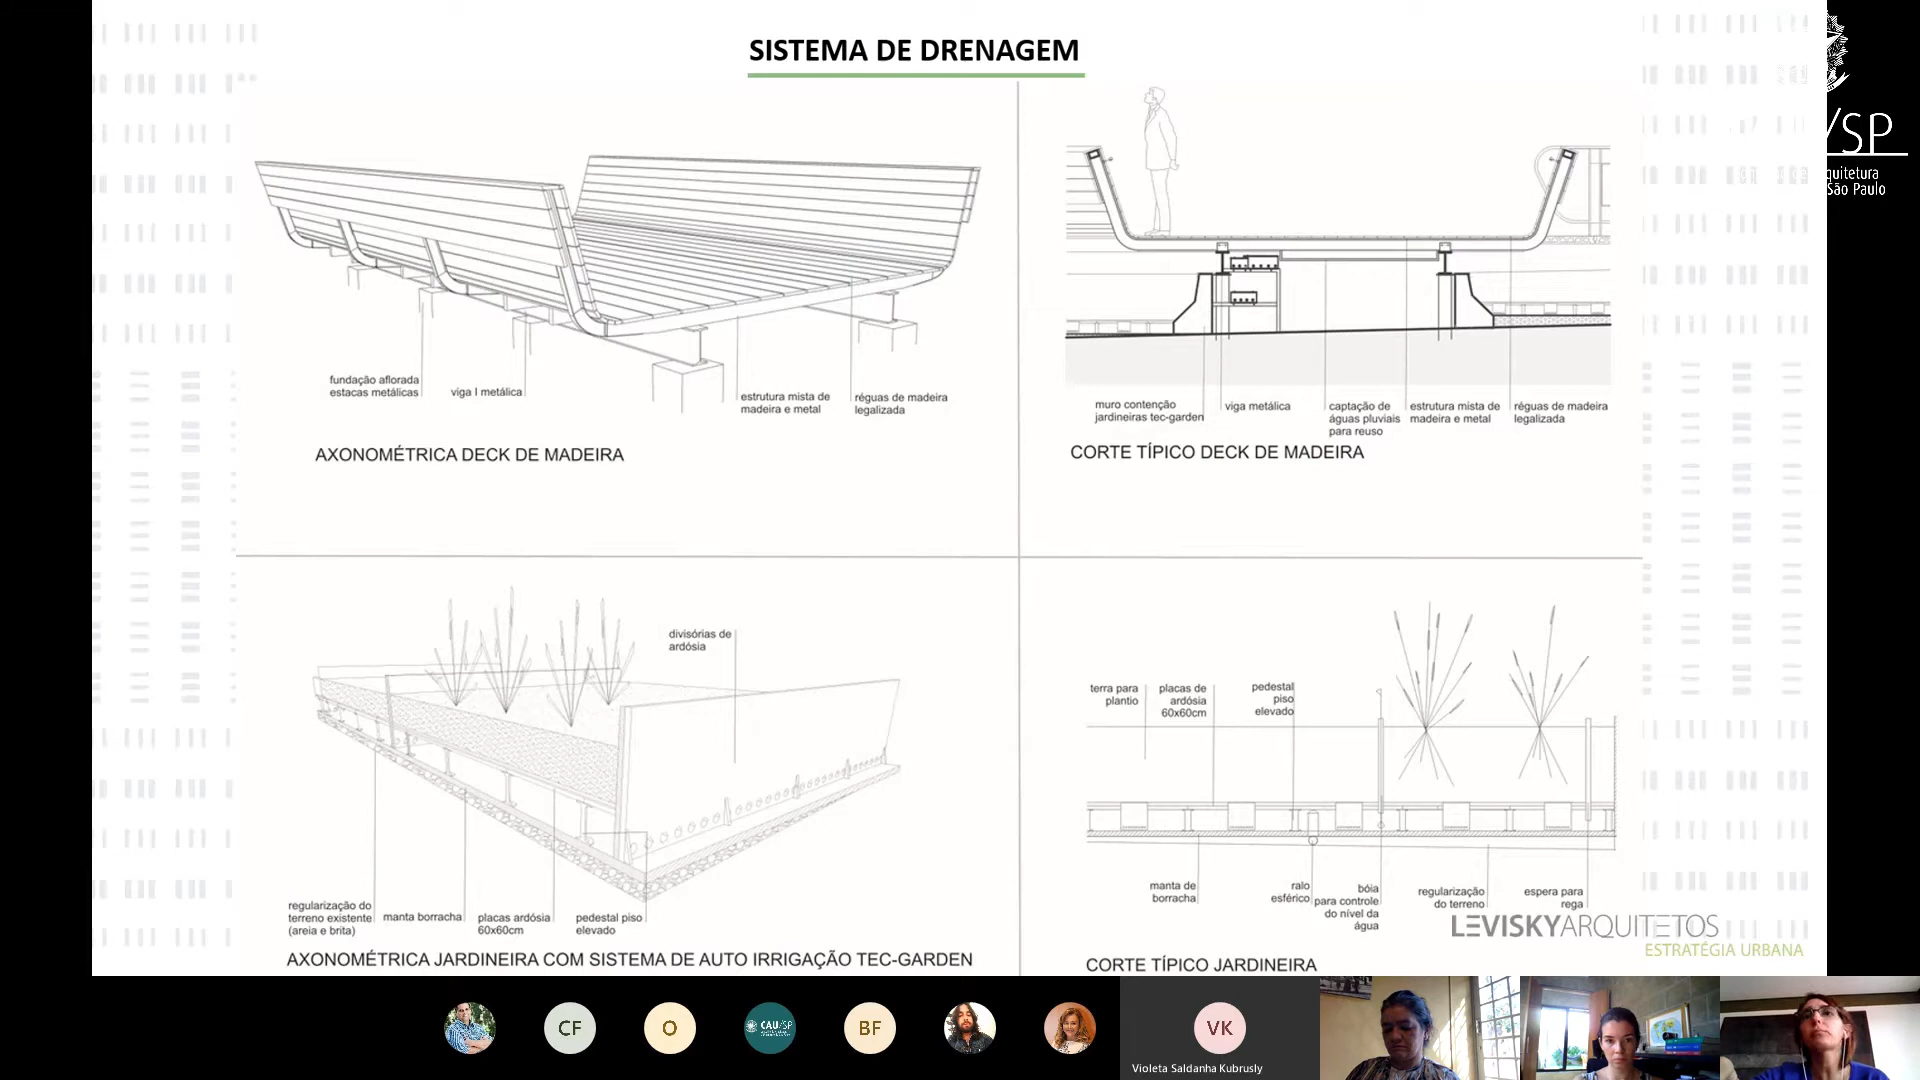 SISTEMA DE DRENAGEM
/SP
quitetura
São Paulo
fundação aflorada
estacas metálicas
viga I metálica
estrutura mista de
madeira e metal
réguas de madeira
legalizada
AXONOMÉTRICA DECK DE MADEIRA
muro contenção
jardineiras tec-garden
viga metálica
captação de
águas pluviais
para reuso
estrutura mista de
madeira e metal
réguas de madeira
legalizada
CORTE TÍPICO DECK DE MADEIRA
divisórias de
ardósia
regularização do
terreno existente
(areia e brita)
manta borracha
placas ardósia
60x60cm
pedestal piso
elevado
AXONOMÉTRICA JARDINEIRA COM SISTEMA DE AUTO IRRIGAÇÃO TEC-GARDEN
terra para
plantio
placas de
ardósia
60x60cm
pedestal
piso
elevado
manta de
borracha
ralo
esférico
bóia
para controle
do nível da
água
regularização
do terreno
espera para
rega
CORTE TÍPICO JARDINEIRA
LEVISKYARQUITETOS
ESTRATÉGIA URBANA
CF
O
CAU/SP
BF
VK
Violeta Saldanha Kubrusly